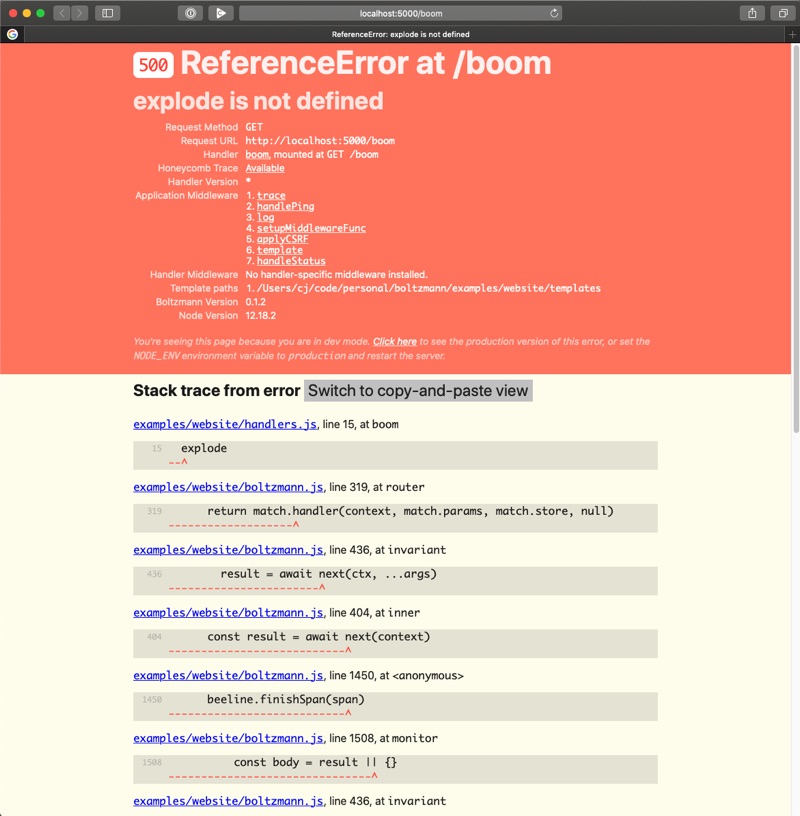 localhost:5000/boom
ReferenceError: explode is not defined
500 ReferenceError at /boom
explode is not defined
Request Method GET
Request URL http://localhost:5000/boom
Handler boom, mounted at GET /boom
Honeycomb Trace Available
Handler Version *
Application Middleware 1. trace
2. handlePing
3. log
4. setupMiddlewareFunc
5. applyCSRF
6. template
7. handleStatus
Handler Middleware No handler-specific middleware installed.
Template paths 1. /Users/cj/code/personal/boltzmann/examples/website/templates
Boltzmann Version 0.1.2
Node Version 12.18.2
You're seeing this page because you are in dev mode. Click here to see the production version of this error, or set the
NODE_ENV environment variable to production and restart the server.
Stack trace from error Switch to copy-and-paste view
examples/website/handlers.js, line 15, at boom
15 explode
--^
examples/website/boltzmann.js, line 319, at router
319 return match.handler(context, match.params, match.store, null)
-------------------^
examples/website/boltzmann.js, line 436, at invariant
436 result = await next(ctx, ...args)
-----------------------^
examples/website/boltzmann.js, line 404, at inner
404 const result = await next(context)
---------------------------^
examples/website/boltzmann.js, line 1450, at <anonymous>
1450 beeline.finishSpan(span)
---------------------------^
examples/website/boltzmann.js, line 1508, at monitor
1508 const body = result || {}
-------------------------------^
examples/website/boltzmann.js, line 436, at invariant